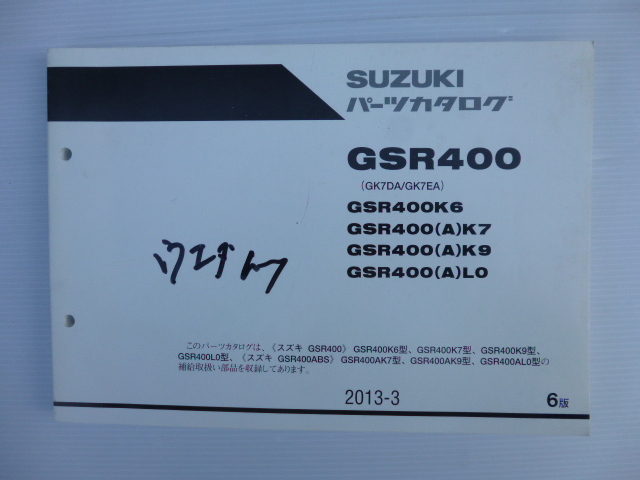 SUZUKI
パーツカタログ
GSR400
(GK7DA/GK7EA)
GSR400K6
GSR400(A)K7
GSR400(A)K9
GSR400(A)L0
このパーツカタログは、《スズキ GSR400》 GSR400K6型、GSR400K7型、GSR400K9型、
GSR400L0型、《スズキ GSR400ABS》 GSR400AK7型、GSR400AK9型、GSR400AL0型の
補給取扱い部品を収録してあります。
2013-3
6版